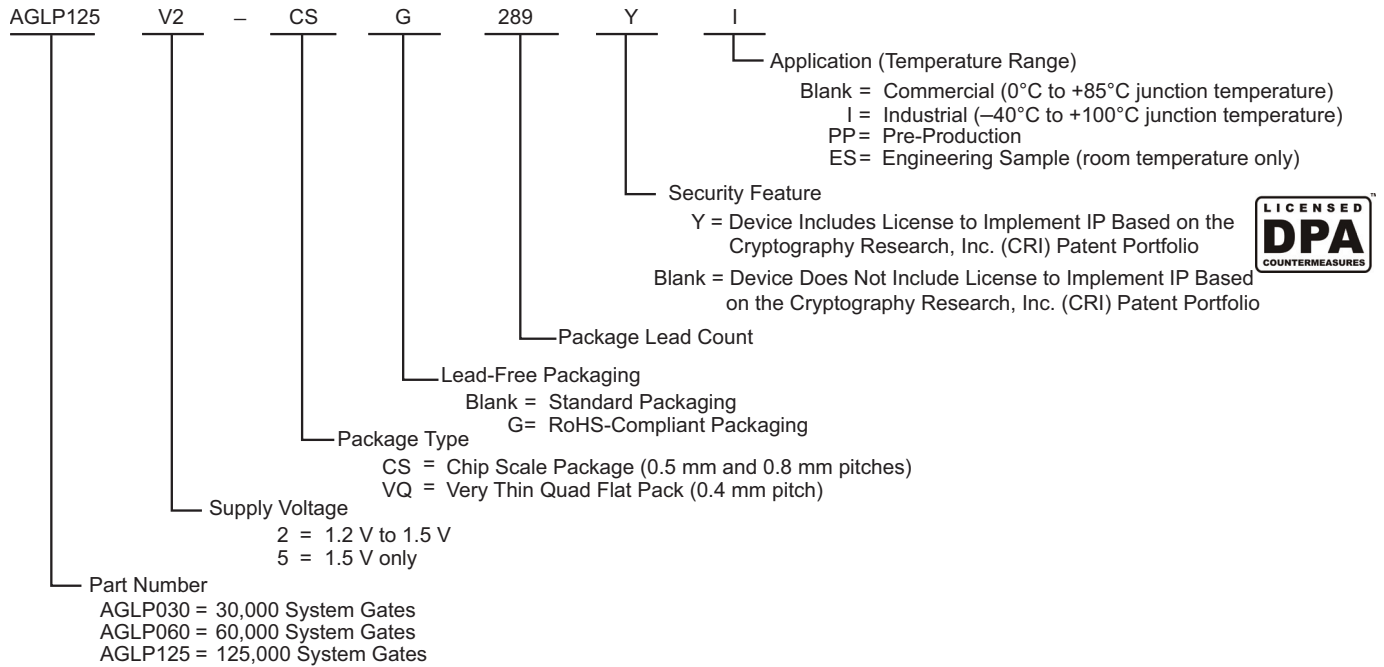 AGLP125 V2 – CS G 289 Y I
Application (Temperature Range)
Blank = Commercial (0°C to +85°C junction temperature)
I = Industrial (–40°C to +100°C junction temperature)
PP= Pre-Production
ES= Engineering Sample (room temperature only)
Security Feature
Y = Device Includes License to Implement IP Based on the
Cryptography Research, Inc. (CRI) Patent Portfolio
Blank = Device Does Not Include License to Implement IP Based
on the Cryptography Research, Inc. (CRI) Patent Portfolio
LICENSED
DPA
COUNTERMEASURES
™
Package Lead Count
Lead-Free Packaging
Blank = Standard Packaging
G= RoHS-Compliant Packaging
Package Type
CS = Chip Scale Package (0.5 mm and 0.8 mm pitches)
VQ = Very Thin Quad Flat Pack (0.4 mm pitch)
Supply Voltage
2 = 1.2 V to 1.5 V
5 = 1.5 V only
Part Number
AGLP030 = 30,000 System Gates
AGLP060 = 60,000 System Gates
AGLP125 = 125,000 System Gates